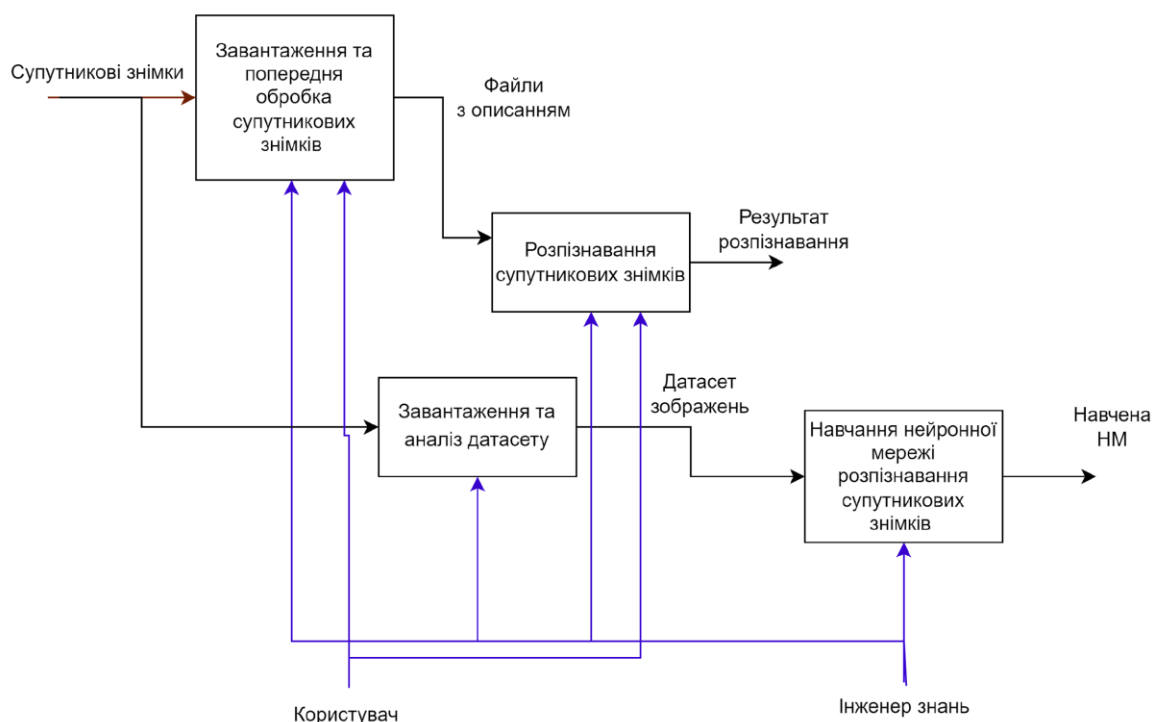 Супутникові знімки
Завантаження та
попередня
обробка
супутникових
знімків
Файли
з описанням
Розпізнавання
супутникових знімків
Результат
розпізнавання
Завантаження та
аналіз датасету
Датасет
зображень
Навчання нейронної
мережі
розпізнавання
супутникових
знімків
Навчена
НМ
Користувач
Інженер знань